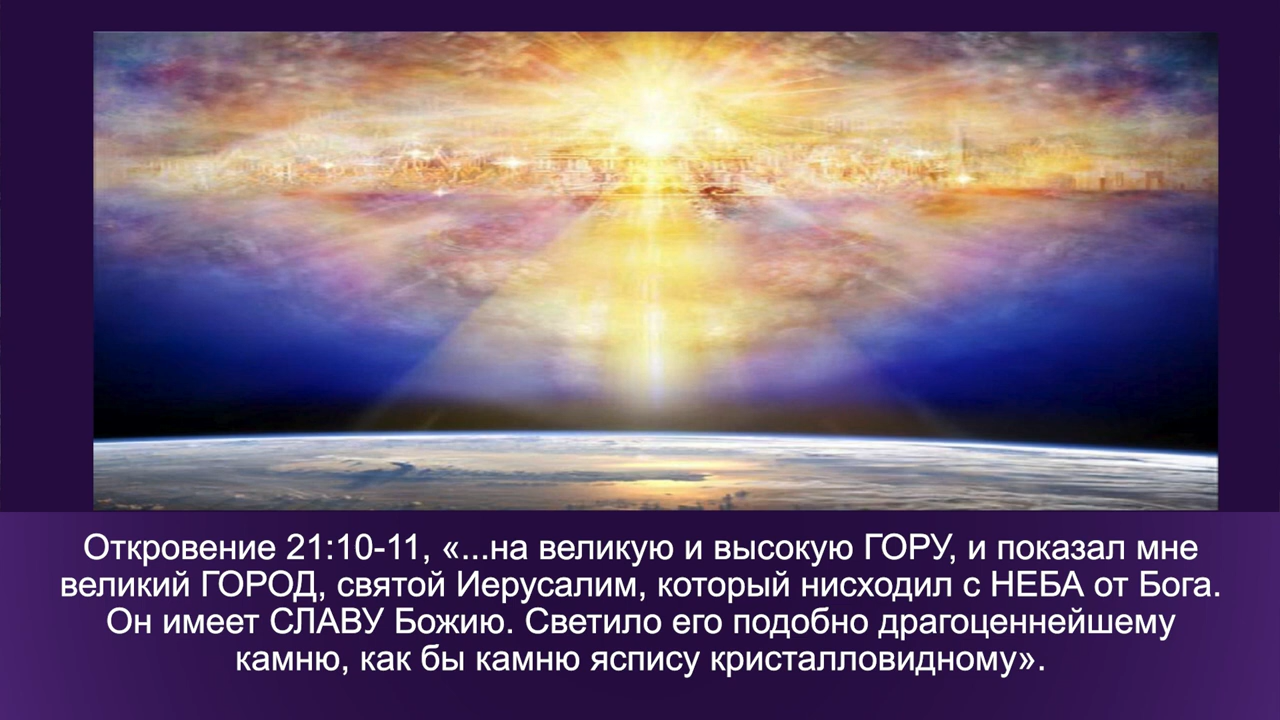 Откровение 21:10-11, «...на великую и высокую ГОРУ, и показал мне
великий ГОРОД, святой Иерусалим, который нисходил с НЕБА от Бога.
Он имеет СЛАВУ Божию. Светило его подобно драгоценнейшему
камню, как бы камню яспису кристалловидному».